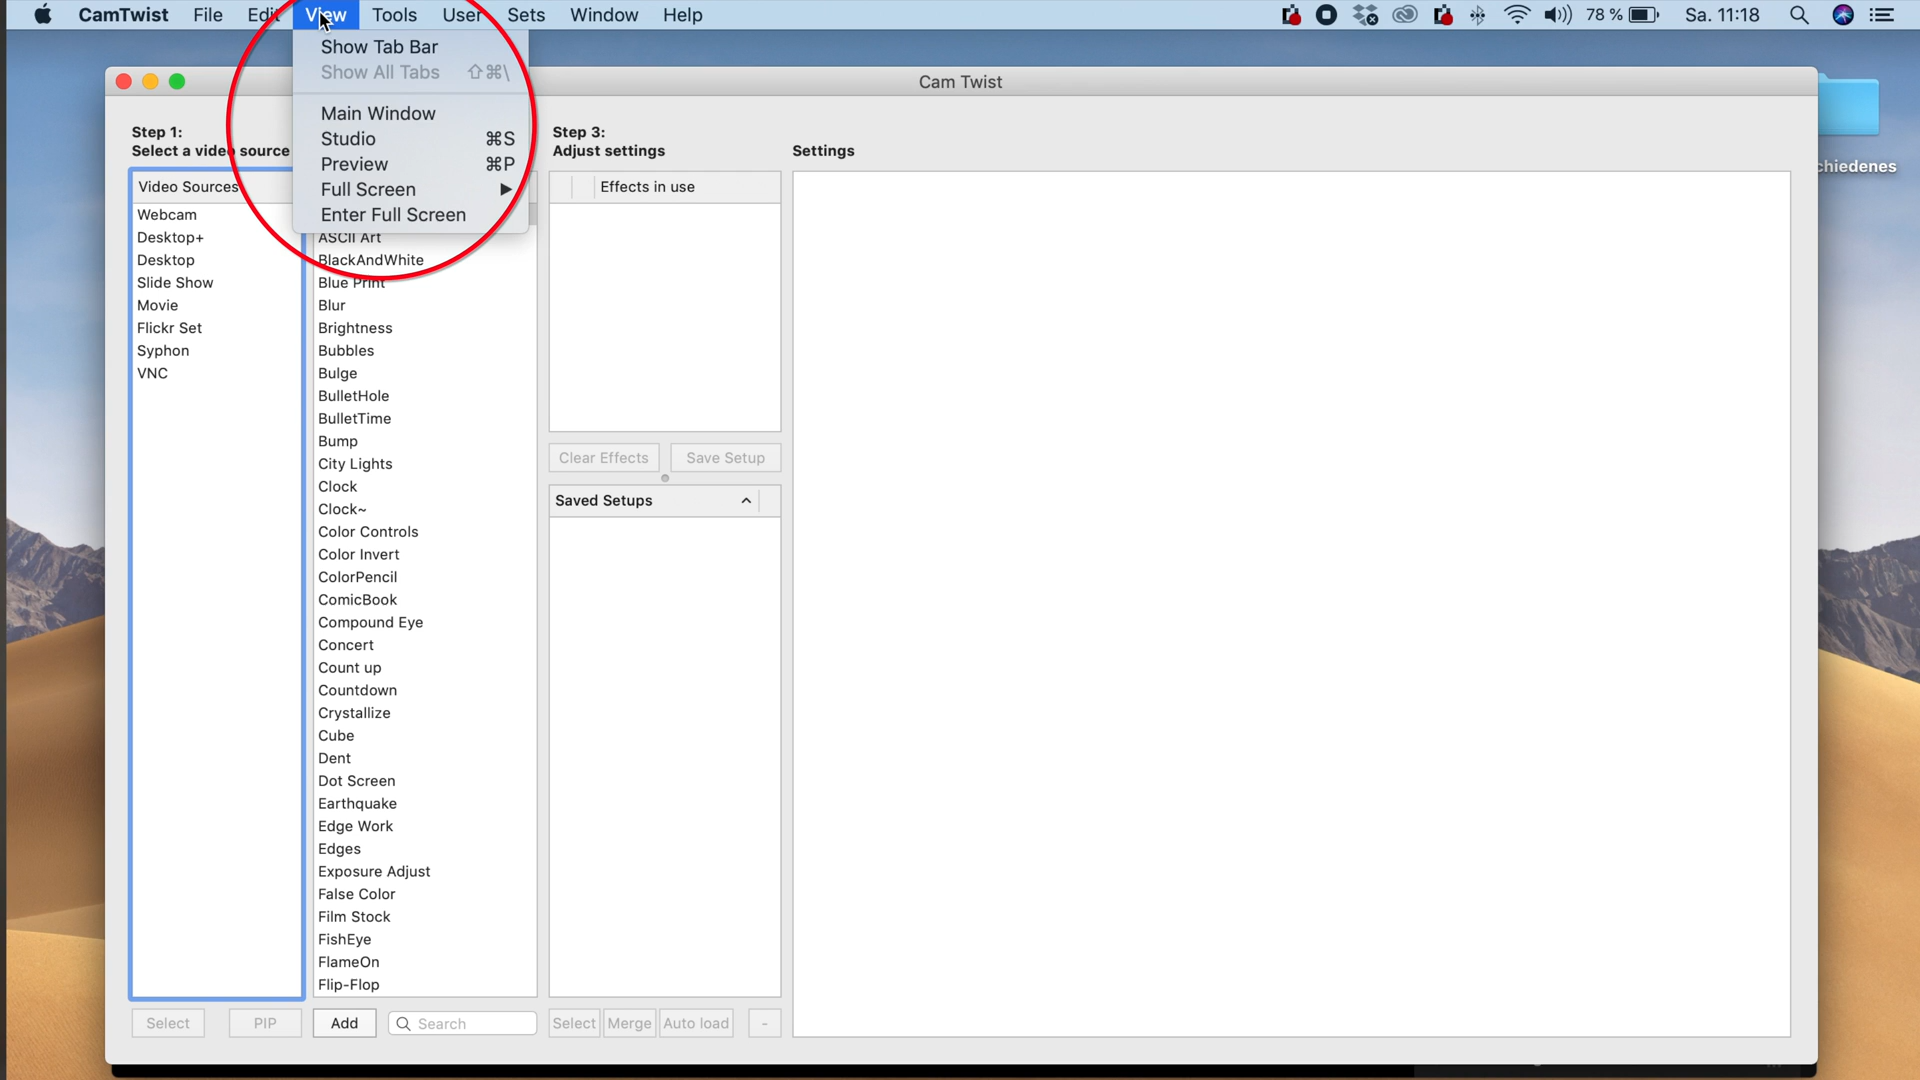 CamTwist File Edit View Tools User Sets Window Help 78 % Sa. 11:18
Show Tab Bar
Show All Tabs ⇧⌘\
Main Window
Studio ⌘S
Preview ⌘P
Full Screen ▶
Enter Full Screen
Cam Twist
chiedenes
Step 1:
Select a video source
Video Sources
Webcam
Desktop+
Desktop
Slide Show
Movie
Flickr Set
Syphon
VNC
Select PIP
ASCII Art
BlackAndWhite
Blue Print
Blur
Brightness
Bubbles
Bulge
BulletHole
BulletTime
Bump
City Lights
Clock
Clock~
Color Controls
Color Invert
ColorPencil
ComicBook
Compound Eye
Concert
Count up
Countdown
Crystallize
Cube
Dent
Dot Screen
Earthquake
Edge Work
Edges
Exposure Adjust
False Color
Film Stock
FishEye
FlameOn
Flip-Flop
Add Search
Step 3:
Adjust settings
Effects in use
Clear Effects Save Setup
Saved Setups
Select Merge Auto load -
Settings